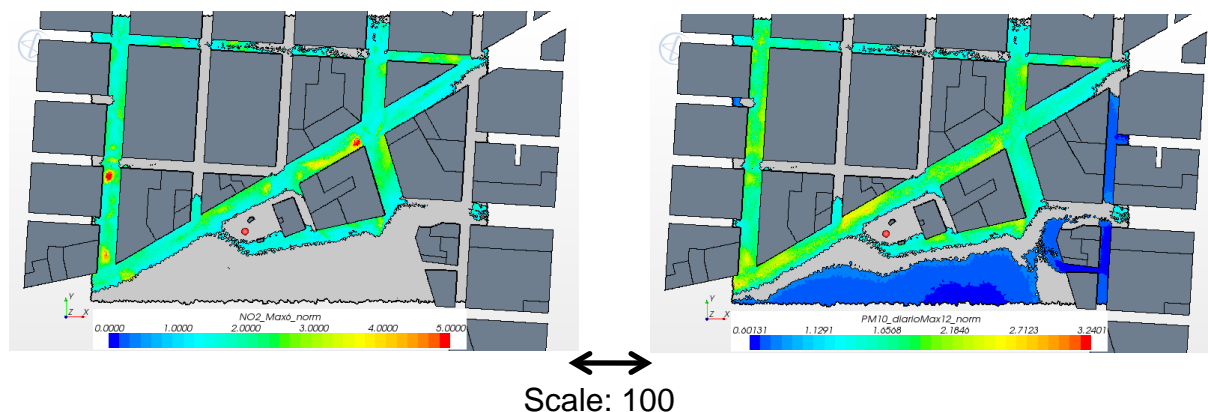 Y
Z X
NO2_Max6_norm
0.0000 1.0000 2.0000 3.0000 4.0000 5.0000
Y
Z X
PM10_diarioMax12_norm
0.60131 1.1291 1.6568 2.1846 2.7123 3.2401
Scale: 100